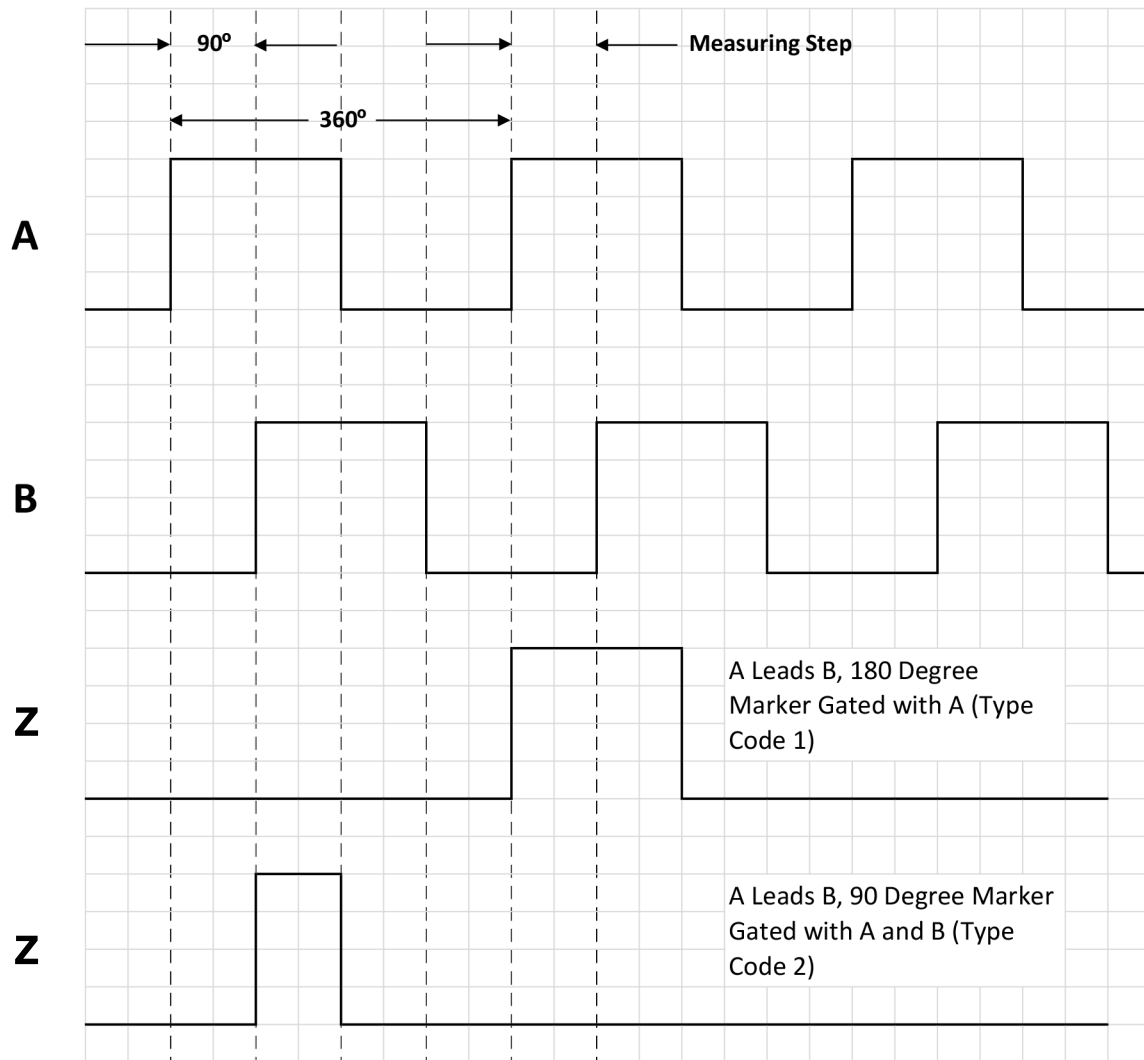 90º
Measuring Step
360º
A
B
Z
A Leads B, 180 Degree
Marker Gated with A (Type
Code 1)
Z
A Leads B, 90 Degree Marker
Gated with A and B (Type
Code 2)